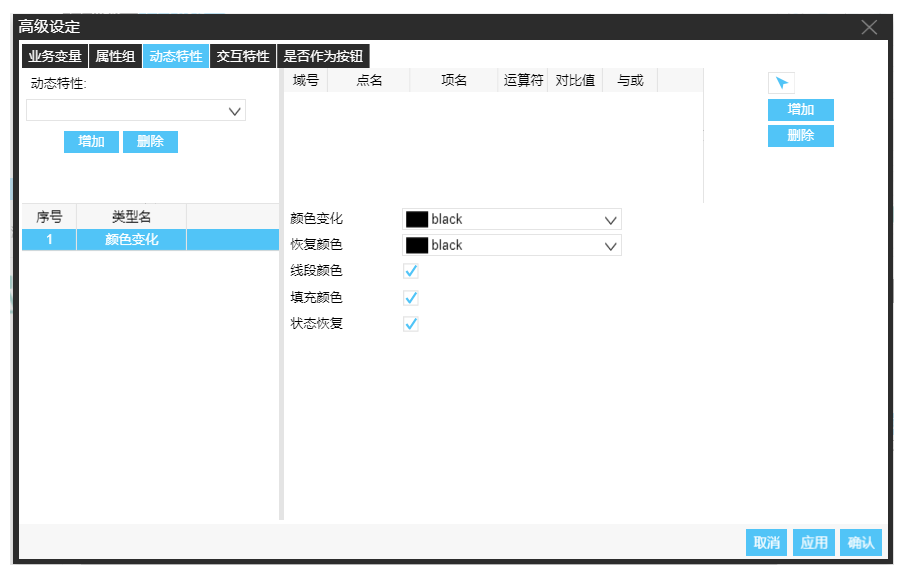 高级设定
业务变量 属性组 动态特性 交互特性 是否作为按钮
动态特性:
增加 删除
序号 类型名
1 颜色变化
域号 点名 项名 运算符 对比值 与或
增加
删除
颜色变化 black
恢复颜色 black
线段颜色
填充颜色
状态恢复
取消 应用 确认